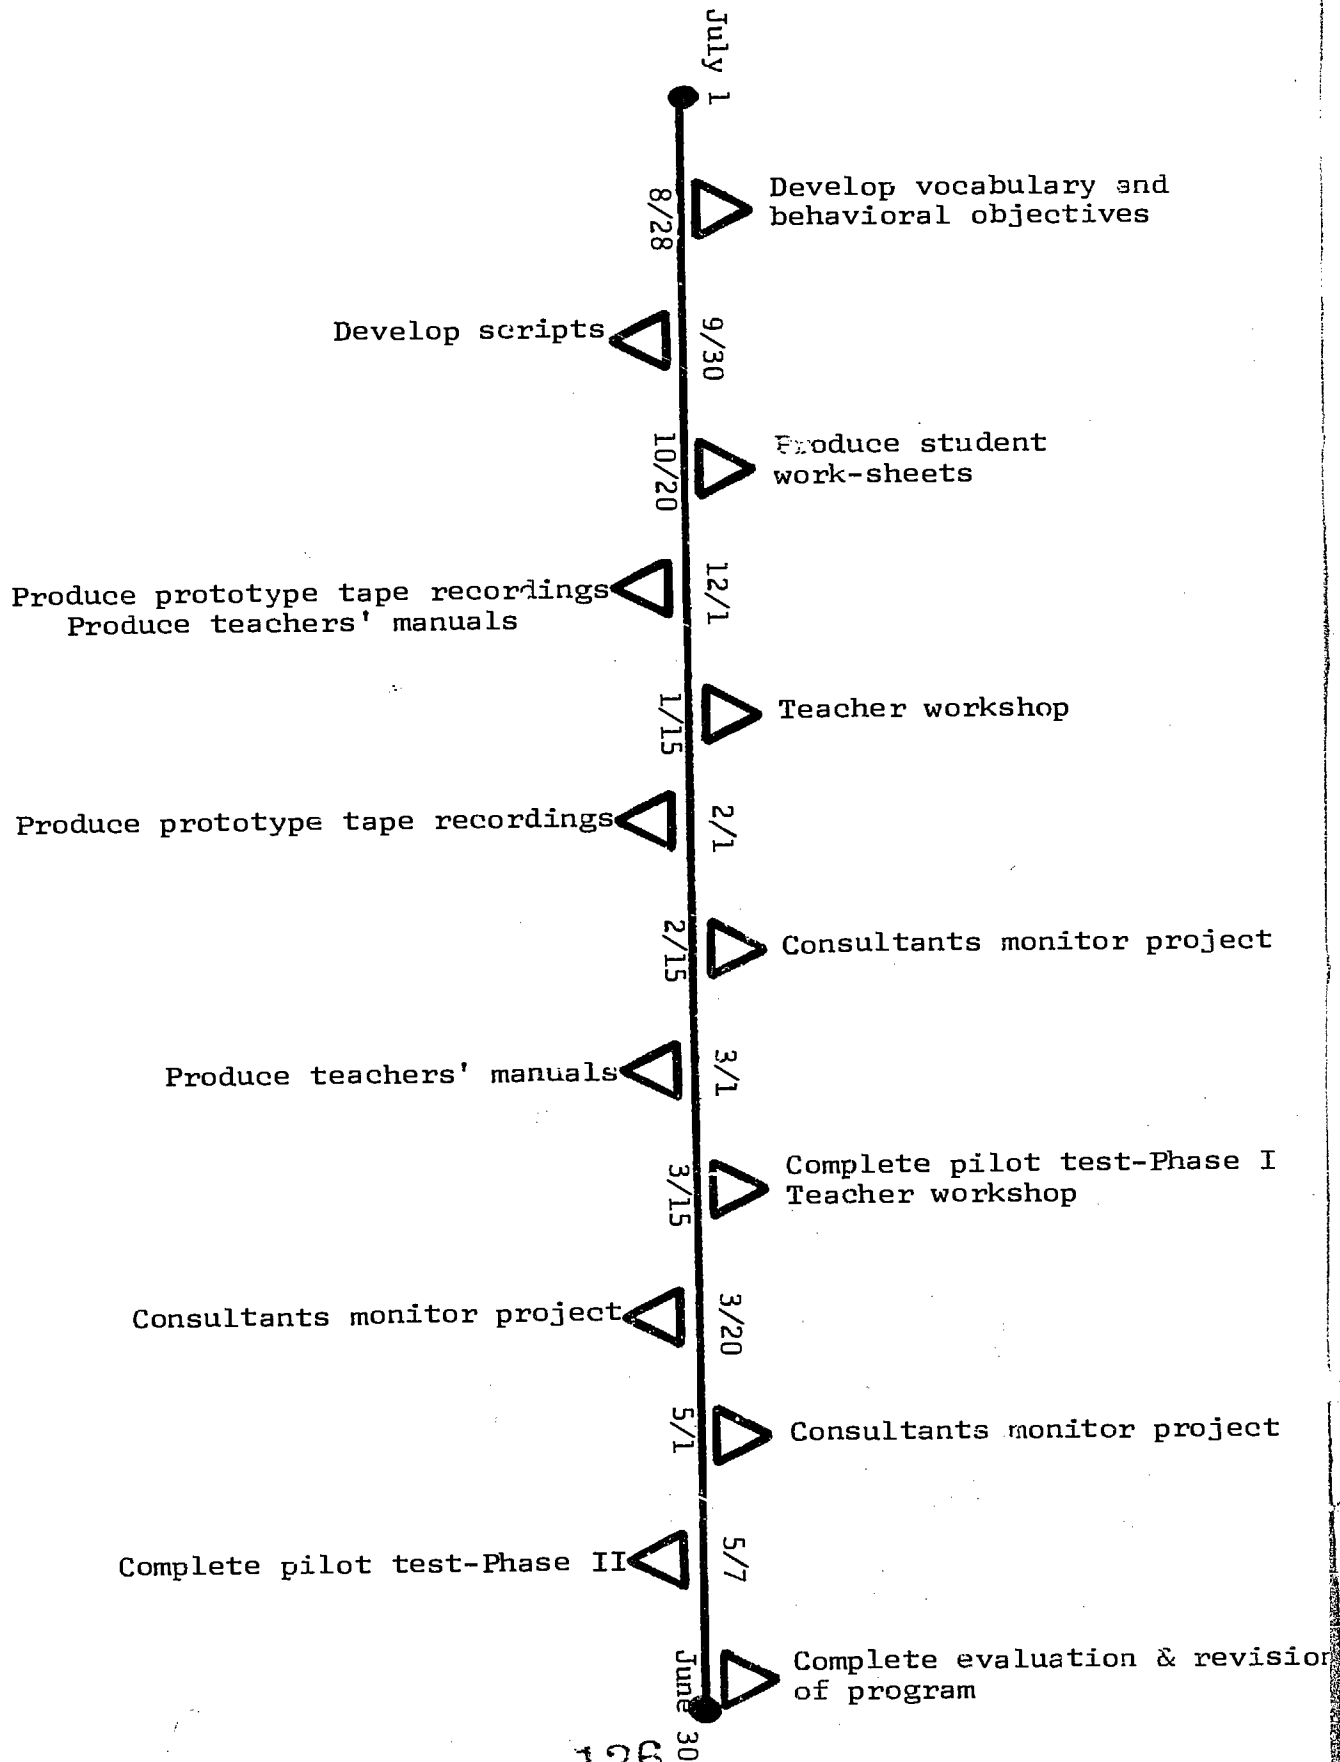 July 1
8/28
Develop vocabulary and
behavioral objectives
Develop scripts
9/30
10/20
Produce student
work-sheets
Produce prototype tape recordings
Produce teachers' manuals
12/1
1/15
Teacher workshop
Produce prototype tape recordings
2/1
2/15
Consultants monitor project
Produce teachers' manuals
3/1
3/15
Complete pilot test-Phase I
Teacher workshop
Consultants monitor project
3/20
5/1
Consultants monitor project
Complete pilot test-Phase II
5/7
Complete evaluation & revision
of program
June 30
126